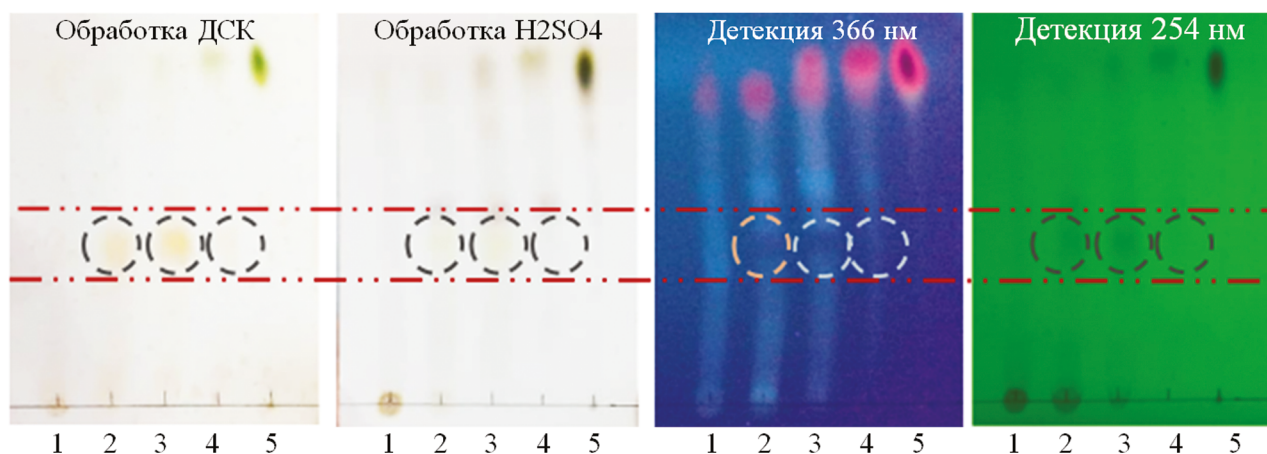 Обработка ДСК
Обработка H2SO4
Детекция 366 нм
Детекция 254 нм
1 2 3 4 5
1 2 3 4 5
1 2 3 4 5
1 2 3 4 5